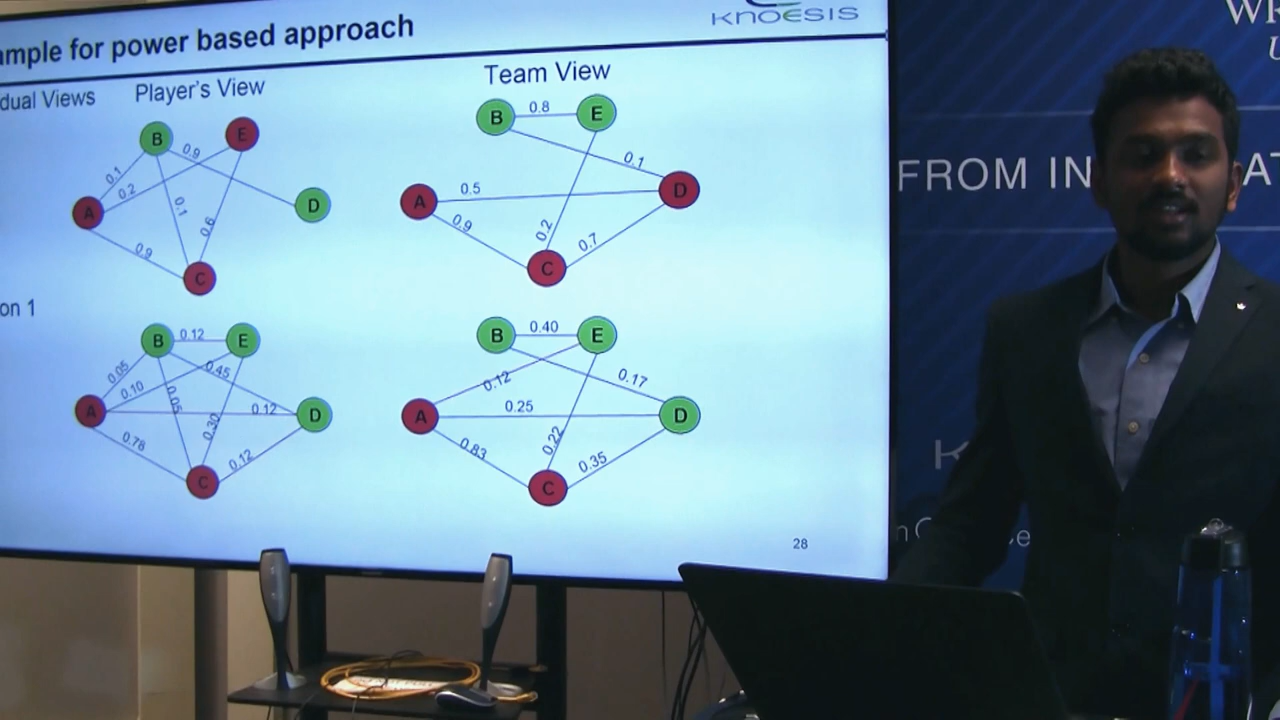 KNOESIS
ample for power based approach
dual Views
Player's View
Team View
B
E
A
D
C
0.1
0.2
0.9
0.1
0.6
0.9
B
E
A
D
C
0.8
0.1
0.5
0.9
0.2
0.7
on 1
B
E
A
D
C
0.12
0.05
0.10
0.45
0.05
0.12
0.30
0.78
0.12
B
E
A
D
C
0.40
0.12
0.17
0.25
0.22
0.83
0.35
28
FROM IN
AT